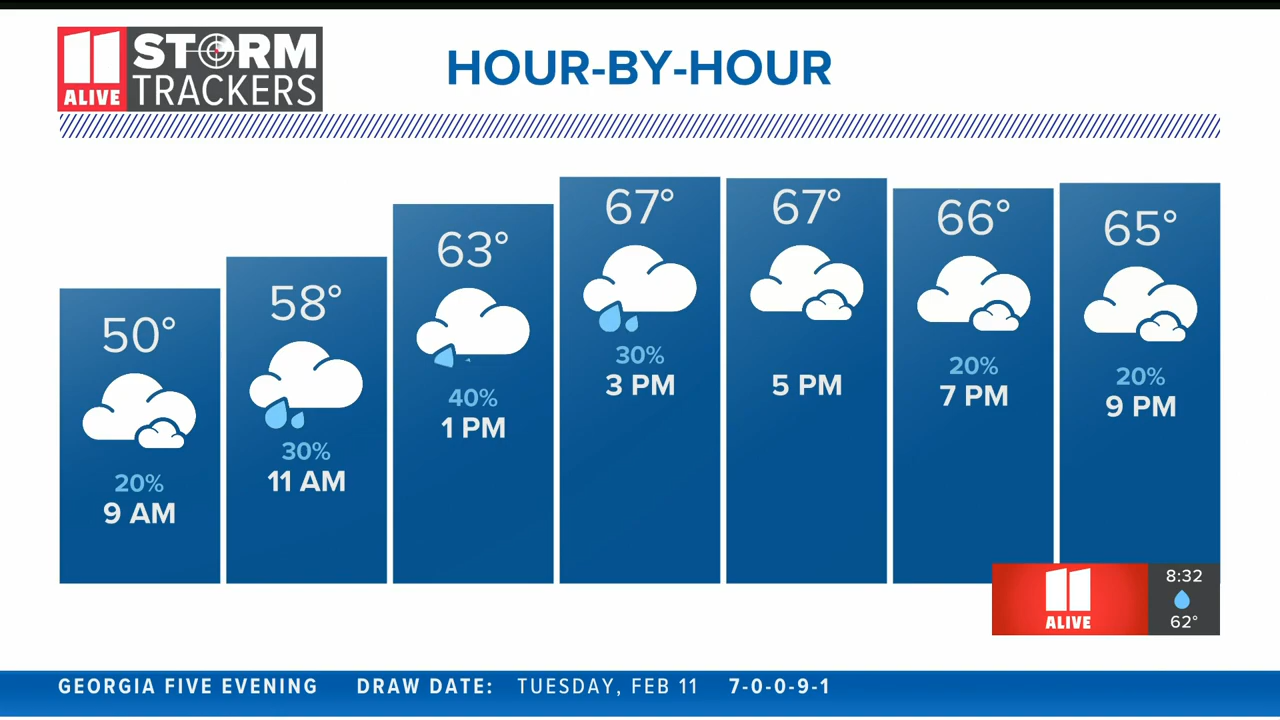 11 ALIVE STORM TRACKERS
HOUR-BY-HOUR
50°
20%
9 AM
58°
30%
11 AM
63°
40%
1 PM
67°
30%
3 PM
67°
5 PM
66°
20%
7 PM
65°
20%
9 PM
11 ALIVE
8:32
62°
GEORGIA FIVE EVENING DRAW DATE: TUESDAY, FEB 11 7-0-0-9-1